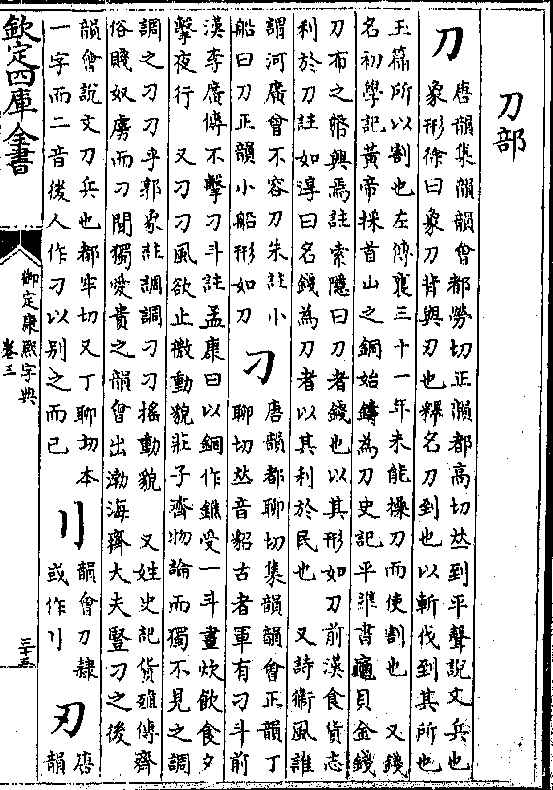 刀部
刀
唐韻集韻韻會都勞切正韻都高切𠀤到平聲說文兵也
象形徐曰象刀背與刃也釋名刀到也以斬伐到其所也
玉篇所以割也左傳襄三十一年未能操刀而使割也 又錢
名初學記黃帝採首山之銅始鑄為刀史記平準書龜貝金錢
刀布之幣興焉註索隱曰刀者錢也以其形如刀前漢食貨志
利於刀註如淳曰名錢為刀者以其利於民也 又詩衛風誰
謂河廣曾不容刀朱註小
船曰刀正韻小船形如刀
刁
唐韻都聊切集韻韻會正韻丁
聊切𠀤音貂古者軍有刁斗前
漢李廣傳不擊刁斗註孟康曰以銅作鐎受一斗晝炊飲食夕
擊夜行 又刁刁風欲止微動貌莊子齊物論而獨不見之調
調之刁刁乎郭象註調調刁刁搖動貌 又姓史記貨殖傳齊
俗賤奴虜而刁閒獨愛貴之韻會出渤海齊大夫豎刁之後
韻會說文刀兵也都牢切又丁聊切本
一字而二音後人作刁以别之而已
刂
韻會刀隸
或作刂
刃
唐
韻
欽定四庫全書
御定康熙字典
卷三
三十五